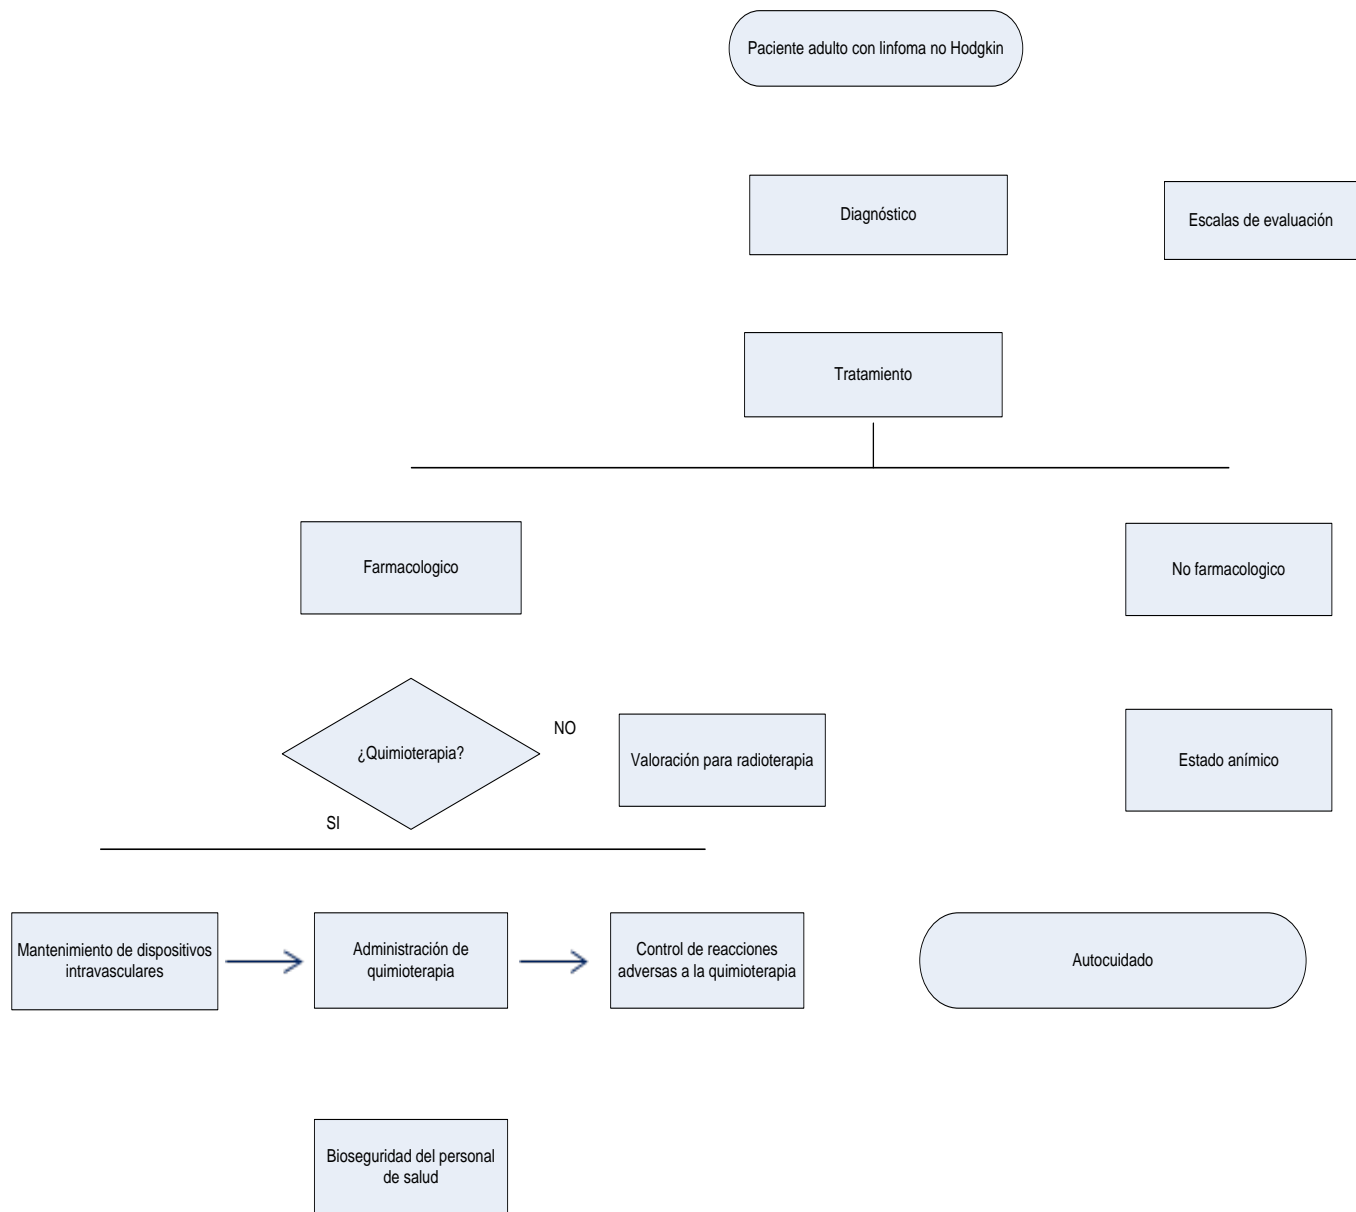 Paciente adulto con linfoma no Hodgkin
Diagnóstico
Escalas de evaluación
Tratamiento
Farmacologico
No farmacologico
¿Quimioterapia?
NO
Valoración para radioterapia
Estado anímico
SI
Mantenimiento de dispositivos
intravasculares
Administración de
quimioterapia
Control de reacciones
adversas a la quimioterapia
Autocuidado
Bioseguridad del personal
de salud